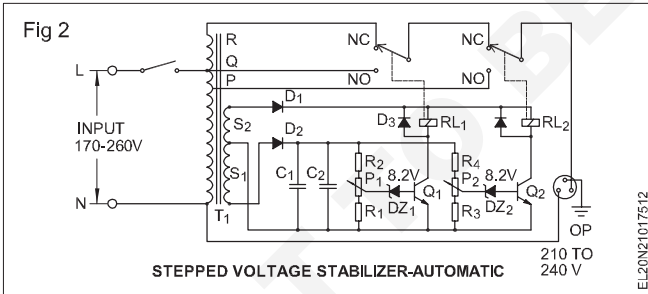 Fig 2
R
Q
P
L
N
INPUT
170-260V
NC
NC
NO
NO
D1
D2
D3
S2
S1
T1
C1
C2
R2
P1
R1
8.2V
DZ1
Q1
RL1
R4
P2
R3
8.2V
DZ2
Q2
RL2
OP
210 TO
240 V
STEPPED VOLTAGE STABILIZER-AUTOMATIC
EL20N21017512